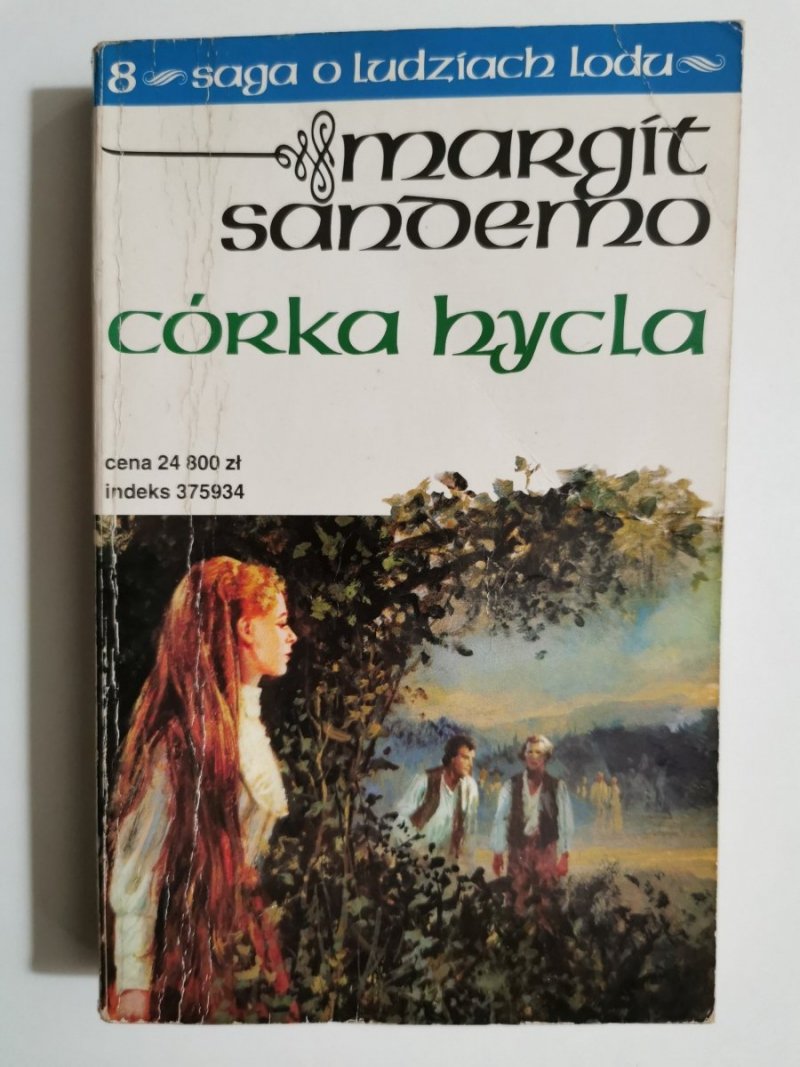 8 saga o ludziach lodu
margit
sandemo
córka hycla
cena 24 800 zł
indeks 375934